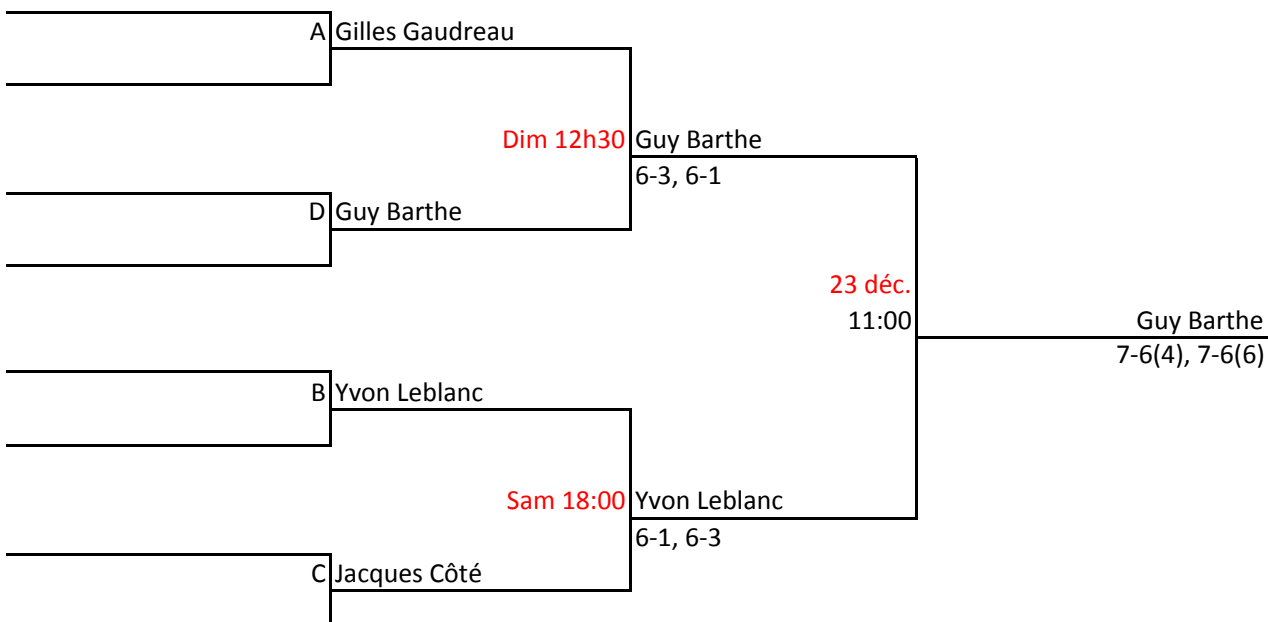 A Gilles Gaudreau
Dim 12h30 Guy Barthe
6-3, 6-1
D Guy Barthe
23 déc.
11:00
Guy Barthe
7-6(4), 7-6(6)
B Yvon Leblanc
Sam 18:00 Yvon Leblanc
6-1, 6-3
C Jacques Côté